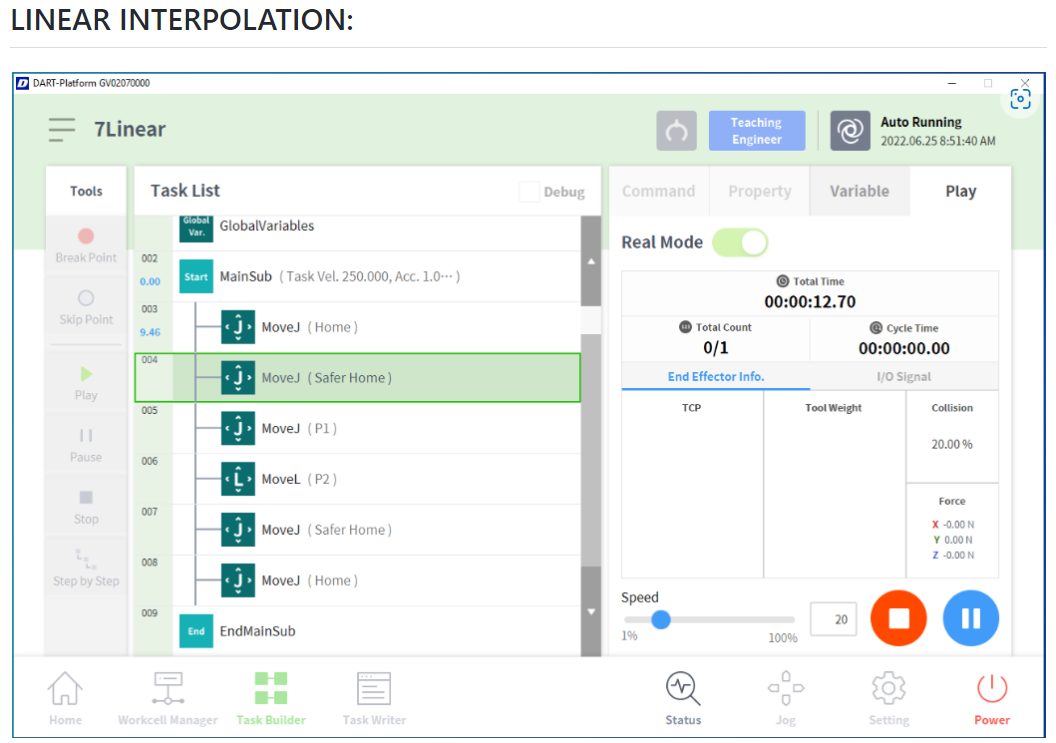 LINEAR INTERPOLATION:
DART-Platform GV02070000
7Linear
Teaching
Engineer
Auto Running
2022.06.25 8:51:40 AM
Tools
Break Point
Skip Point
Play
Pause
Stop
Step by Step
Task List
Debug
Global
Var.
GlobalVariables
002
0.00
Start
MainSub ( Task Vel. 250.000, Acc. 1.0⋯ )
003
9.46
J
MoveJ ( Home )
004
J
MoveJ ( Safer Home )
005
J
MoveJ ( P1 )
006
L
MoveL ( P2 )
007
J
MoveJ ( Safer Home )
008
J
MoveJ ( Home )
009
End
EndMainSub
Command
Property
Variable
Play
Real Mode
Total Time
00:00:12.70
Total Count
0/1
Cycle Time
00:00:00.00
End Effector Info.
I/O Signal
TCP
Tool Weight
Collision
20.00 %
Force
X -0.00 N
Y 0.00 N
Z -0.00 N
Speed
1%
100%
20
Home
Workcell Manager
Task Builder
Task Writer
Status
Jog
Setting
Power